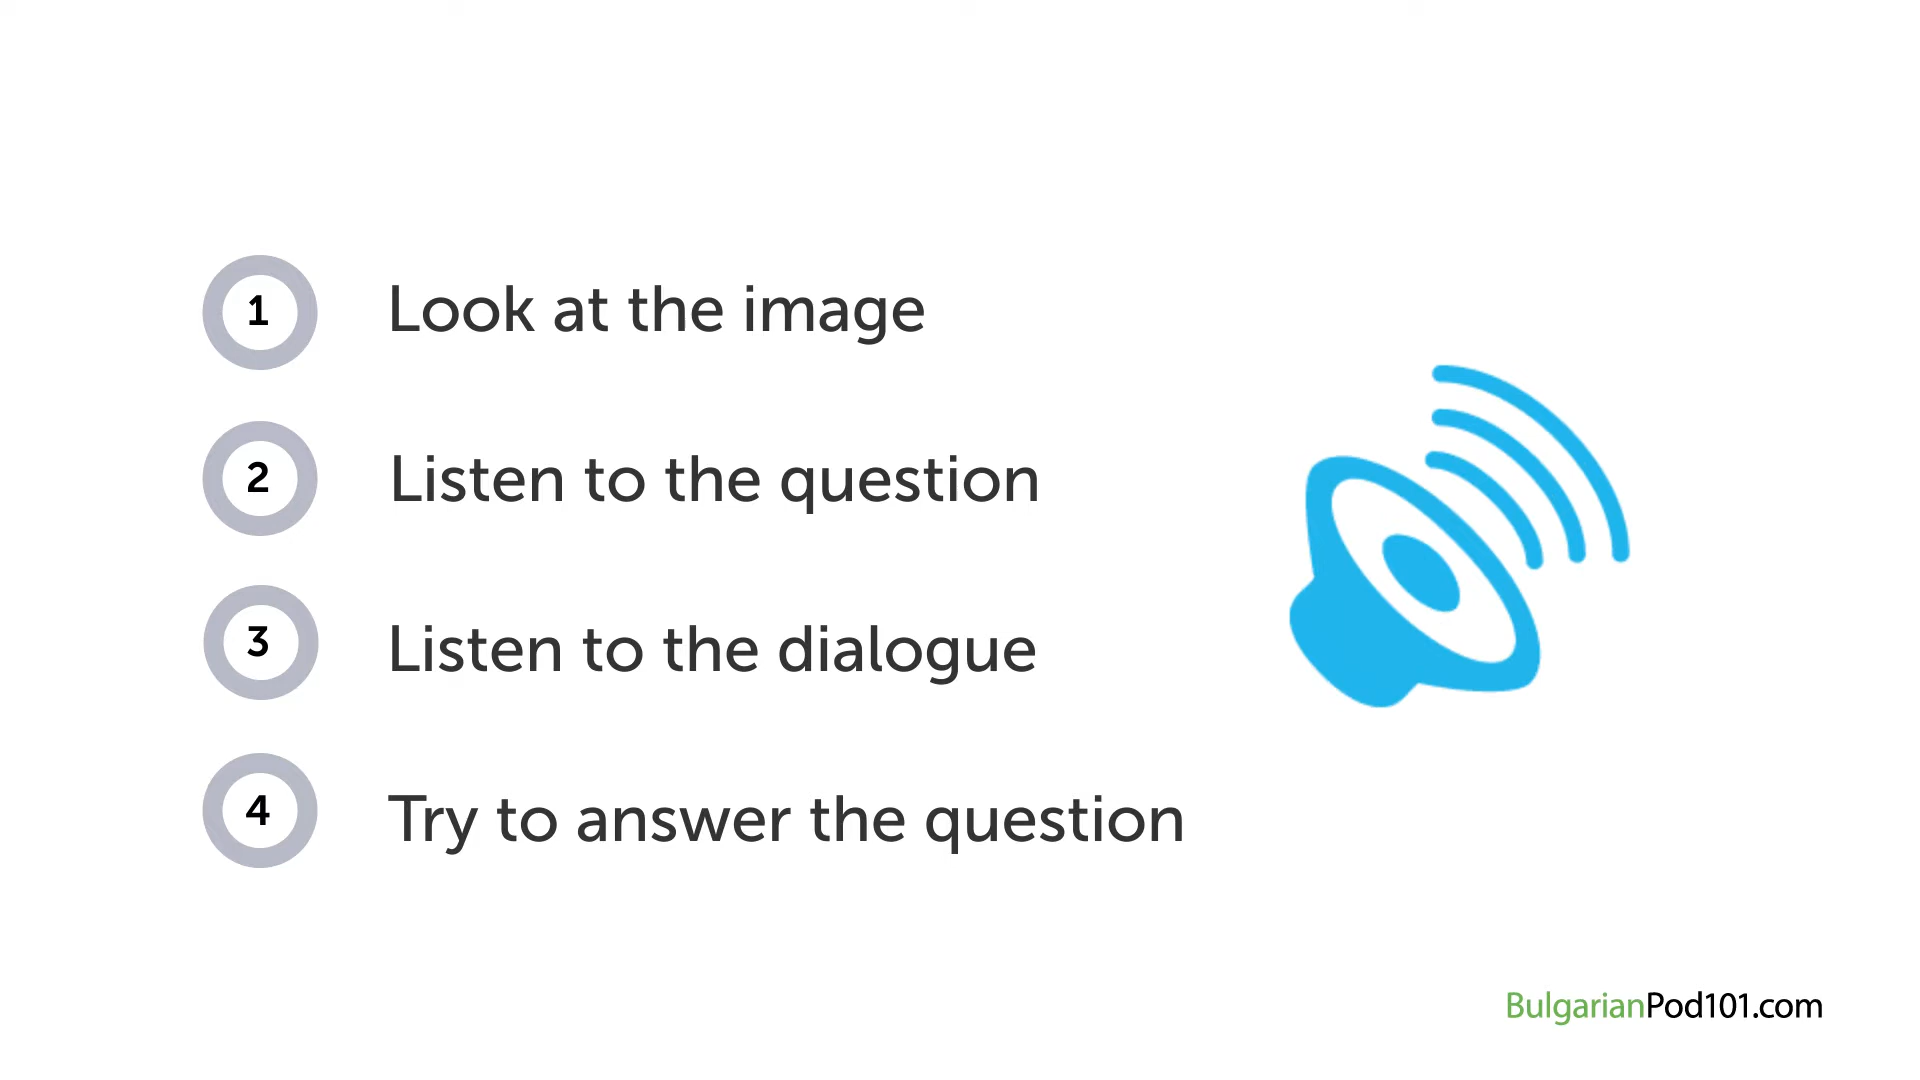 1 Look at the image
2 Listen to the question
3 Listen to the dialogue
4 Try to answer the question
BulgarianPod101.com